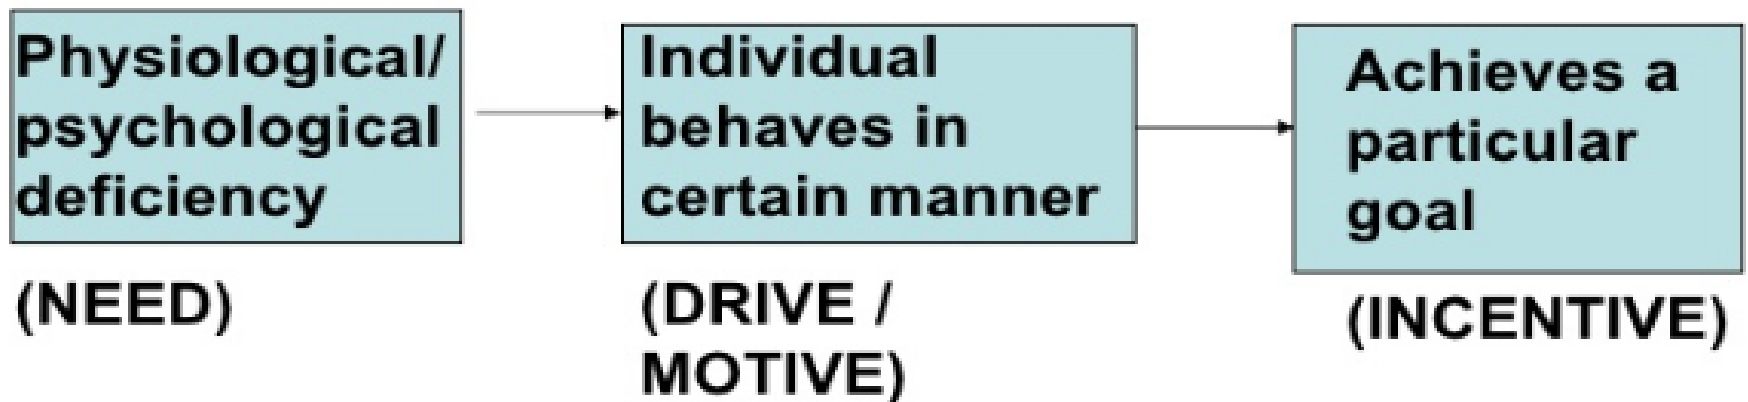 Physiological/
psychological
deficiency
(NEED)
Individual
behaves in
certain manner
(DRIVE /
MOTIVE)
Achieves a
particular
goal
(INCENTIVE)